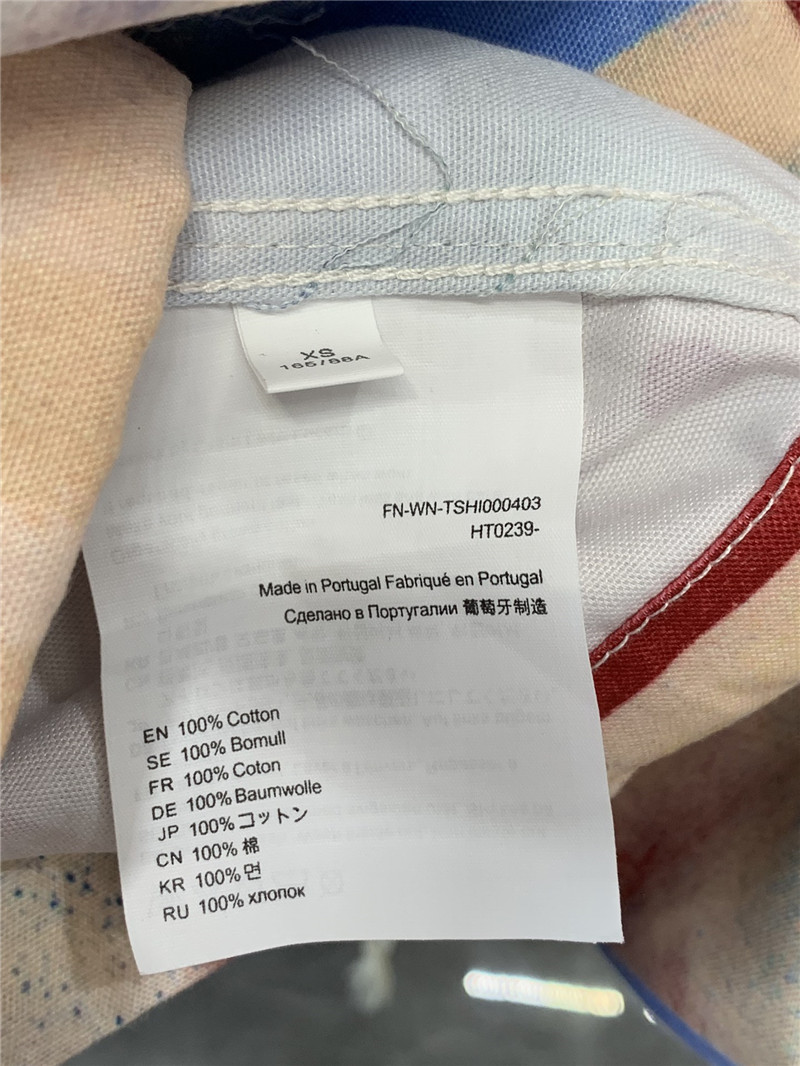 XS
165/88A
FN-WN-TSHI000403
HT0239-
Made in Portugal Fabriqué en Portugal
Сделано в Португалии 葡萄牙制造
EN 100% Cotton
SE 100% Bomull
FR 100% Coton
DE 100% Baumwolle
JP 100% コットン
CN 100% 棉
KR 100% 면
RU 100% хлопок